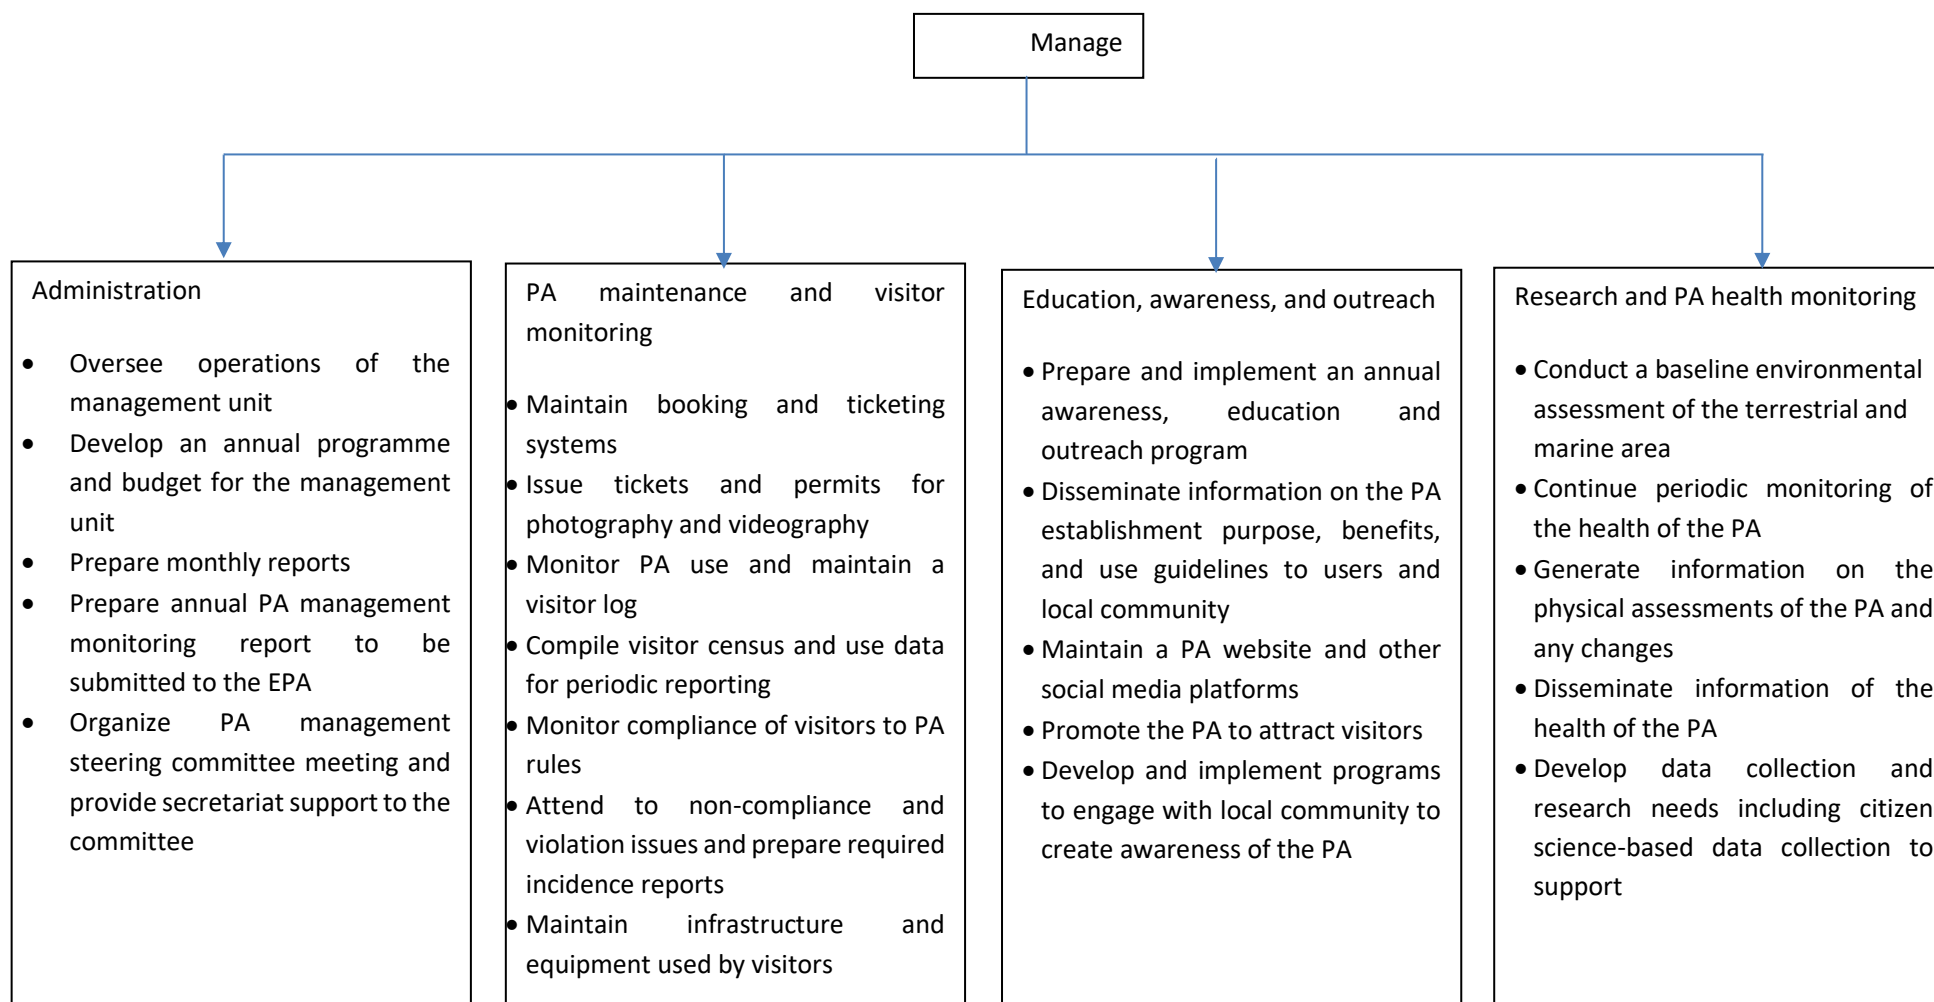 Manage
Administration
• Oversee operations of the
management unit
• Develop an annual programme
and budget for the management
unit
• Prepare monthly reports
• Prepare annual PA management
monitoring report to be
submitted to the EPA
• Organize PA management
steering committee meeting and
provide secretariat support to the
committee
PA maintenance and visitor
monitoring
• Maintain booking and ticketing
systems
• Issue tickets and permits for
photography and videography
• Monitor PA use and maintain a
visitor log
• Compile visitor census and use data
for periodic reporting
• Monitor compliance of visitors to PA
rules
• Attend to non-compliance and
violation issues and prepare required
incidence reports
• Maintain infrastructure and
equipment used by visitors
Education, awareness, and outreach
• Prepare and implement an annual
awareness, education and
outreach program
• Disseminate information on the PA
establishment purpose, benefits,
and use guidelines to users and
local community
• Maintain a PA website and other
social media platforms
• Promote the PA to attract visitors
• Develop and implement programs
to engage with local community to
create awareness of the PA
Research and PA health monitoring
• Conduct a baseline environmental
assessment of the terrestrial and
marine area
• Continue periodic monitoring of
the health of the PA
• Generate information on the
physical assessments of the PA and
any changes
• Disseminate information of the
health of the PA
• Develop data collection and
research needs including citizen
science-based data collection to
support